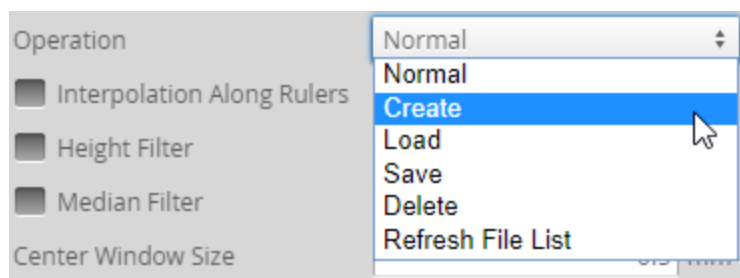 Operation
Normal
Normal
Interpolation Along Rulers
Create
Load
Height Filter
Save
Median Filter
Delete
Refresh File List
Center Window Size